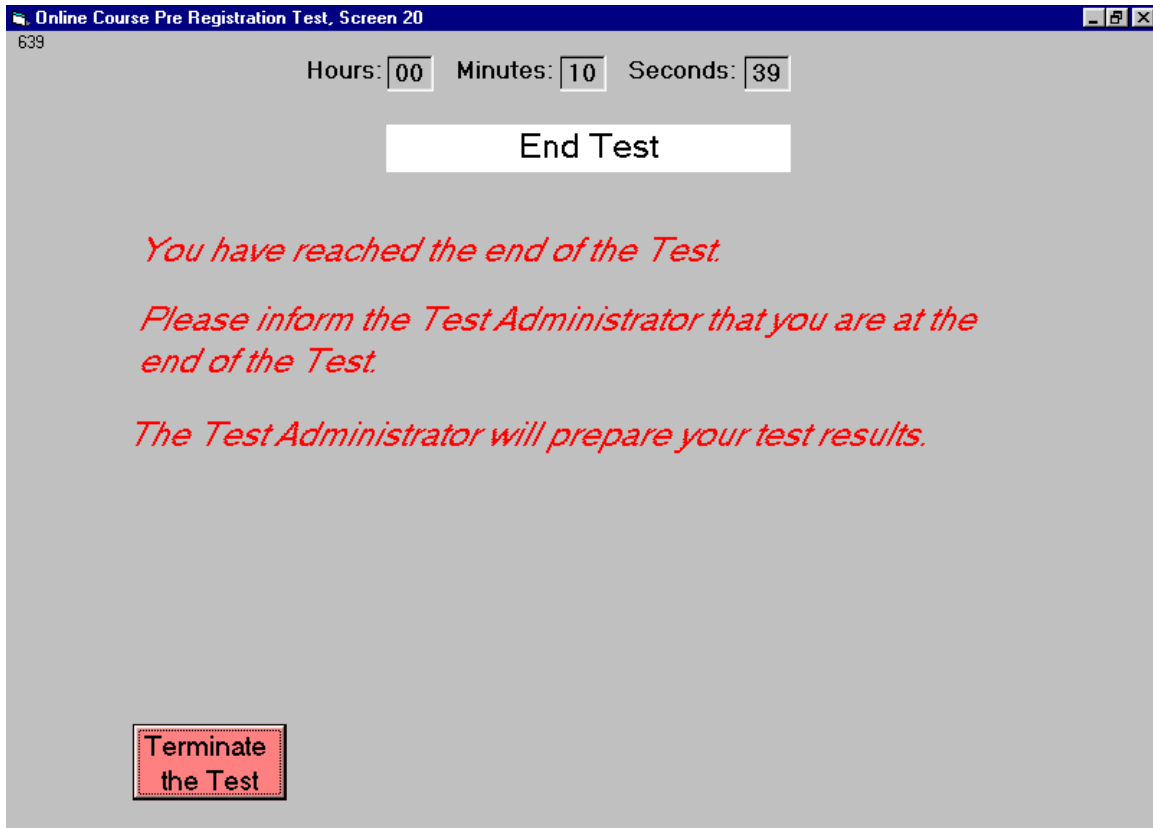 Online Course Pre Registration Test, Screen 20
639
Hours: 00 Minutes: 10 Seconds: 39
End Test
You have reached the end of the Test.
Please inform the Test Administrator that you are at the
end of the Test.
The Test Administrator will prepare your test results.
Terminate
the Test